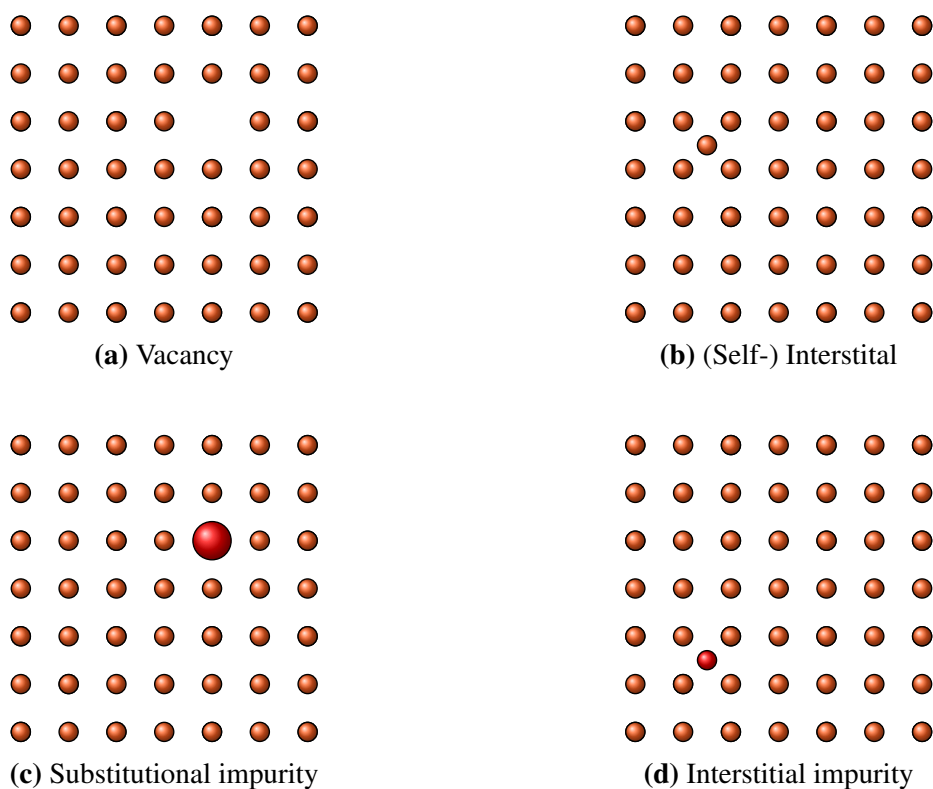 (a) Vacancy
(b) (Self-) Interstital
(c) Substitutional impurity
(d) Interstitial impurity